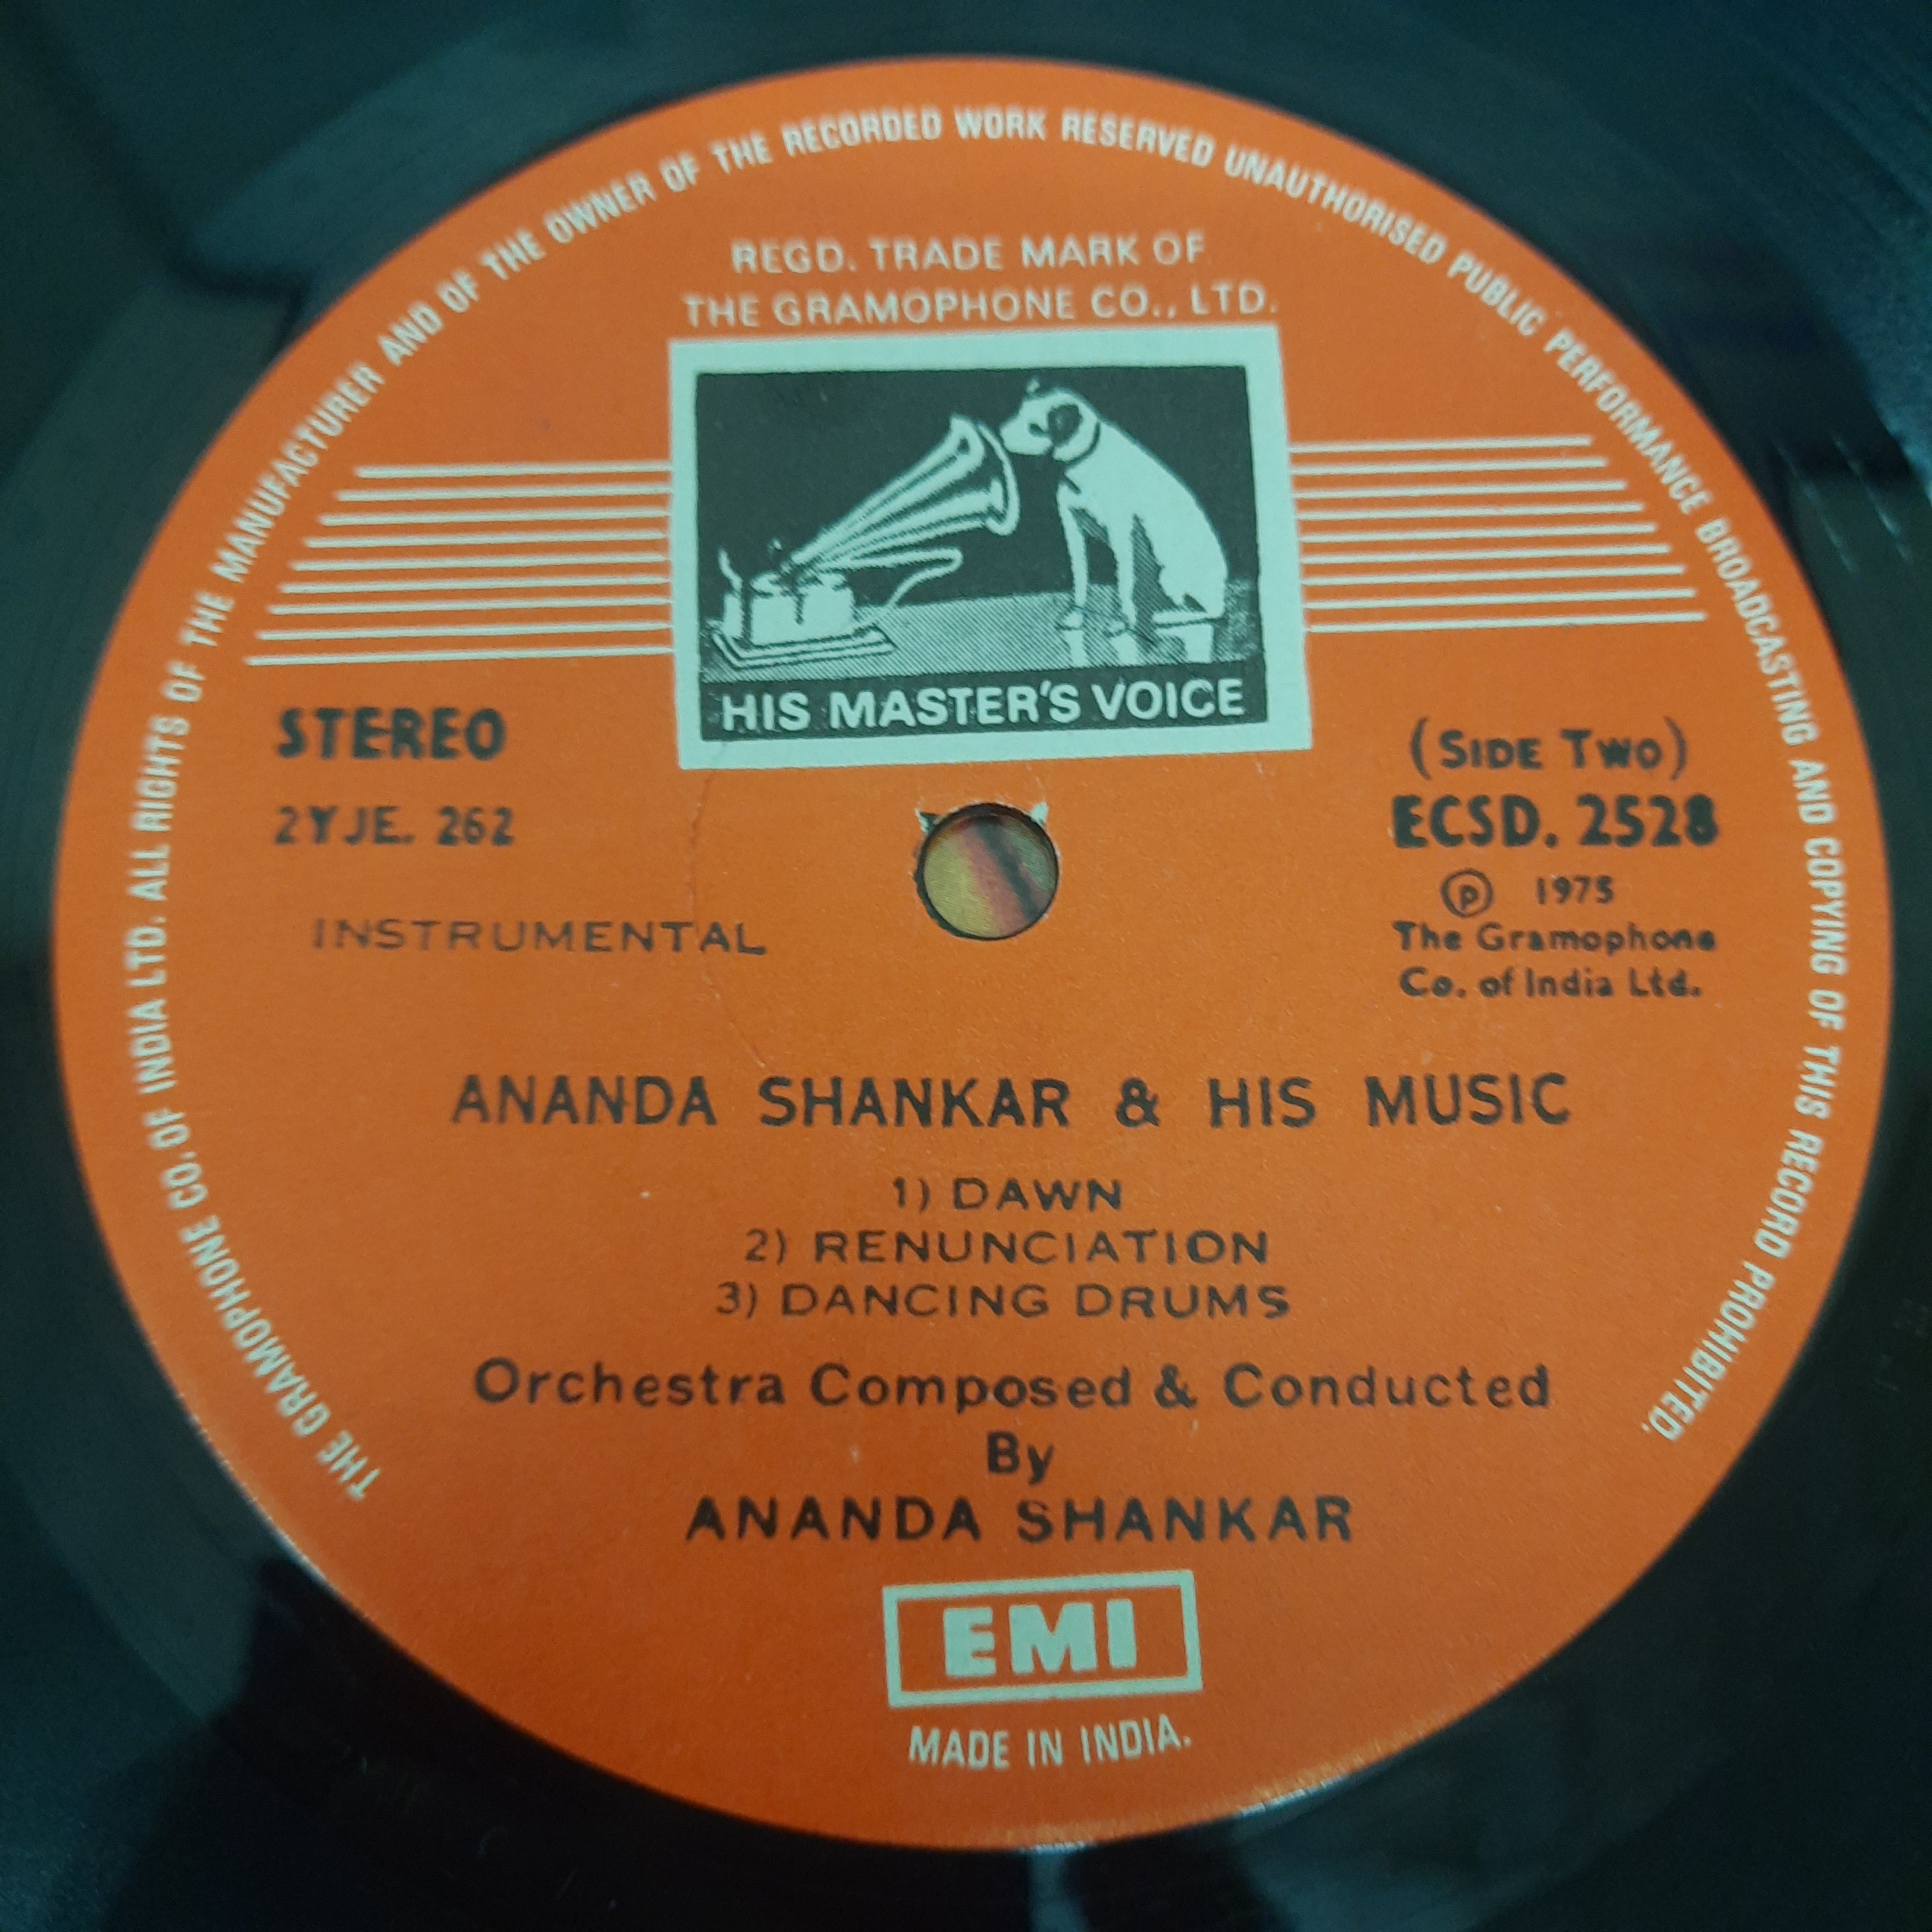 THE GRAMOPHONE CO. OF INDIA LTD. ALL RIGHTS OF THE MANUFACTURER AND OF THE OWNER OF THE RECORDED WORK RESERVED UNAUTHORISED PUBLIC PERFORMANCE BROADCASTING AND COPYING OF THIS RECORD PROHIBITED.
REGD. TRADE MARK OF
THE GRAMOPHONE CO., LTD.
HIS MASTER'S VOICE
STEREO
2YJE. 262
INSTRUMENTAL
(SIDE TWO)
ECSD. 2528
℗ 1975
The Gramophone
Co. of India Ltd.
ANANDA SHANKAR & HIS MUSIC
1) DAWN
2) RENUNCIATION
3) DANCING DRUMS
Orchestra Composed & Conducted
By
ANANDA SHANKAR
EMI
MADE IN INDIA.